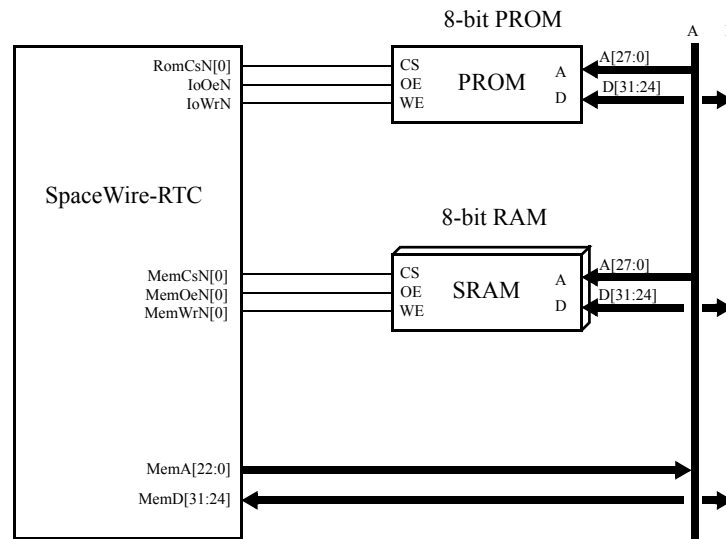 8-bit PROM
A
RomCsN[0]
IoOeN
IoWrN
CS
OE
WE
PROM
A
D
A[27:0]
D[31:24]
SpaceWire-RTC
8-bit RAM
MemCsN[0]
MemOeN[0]
MemWrN[0]
CS
OE
WE
SRAM
A
D
A[27:0]
D[31:24]
MemA[22:0]
MemD[31:24]